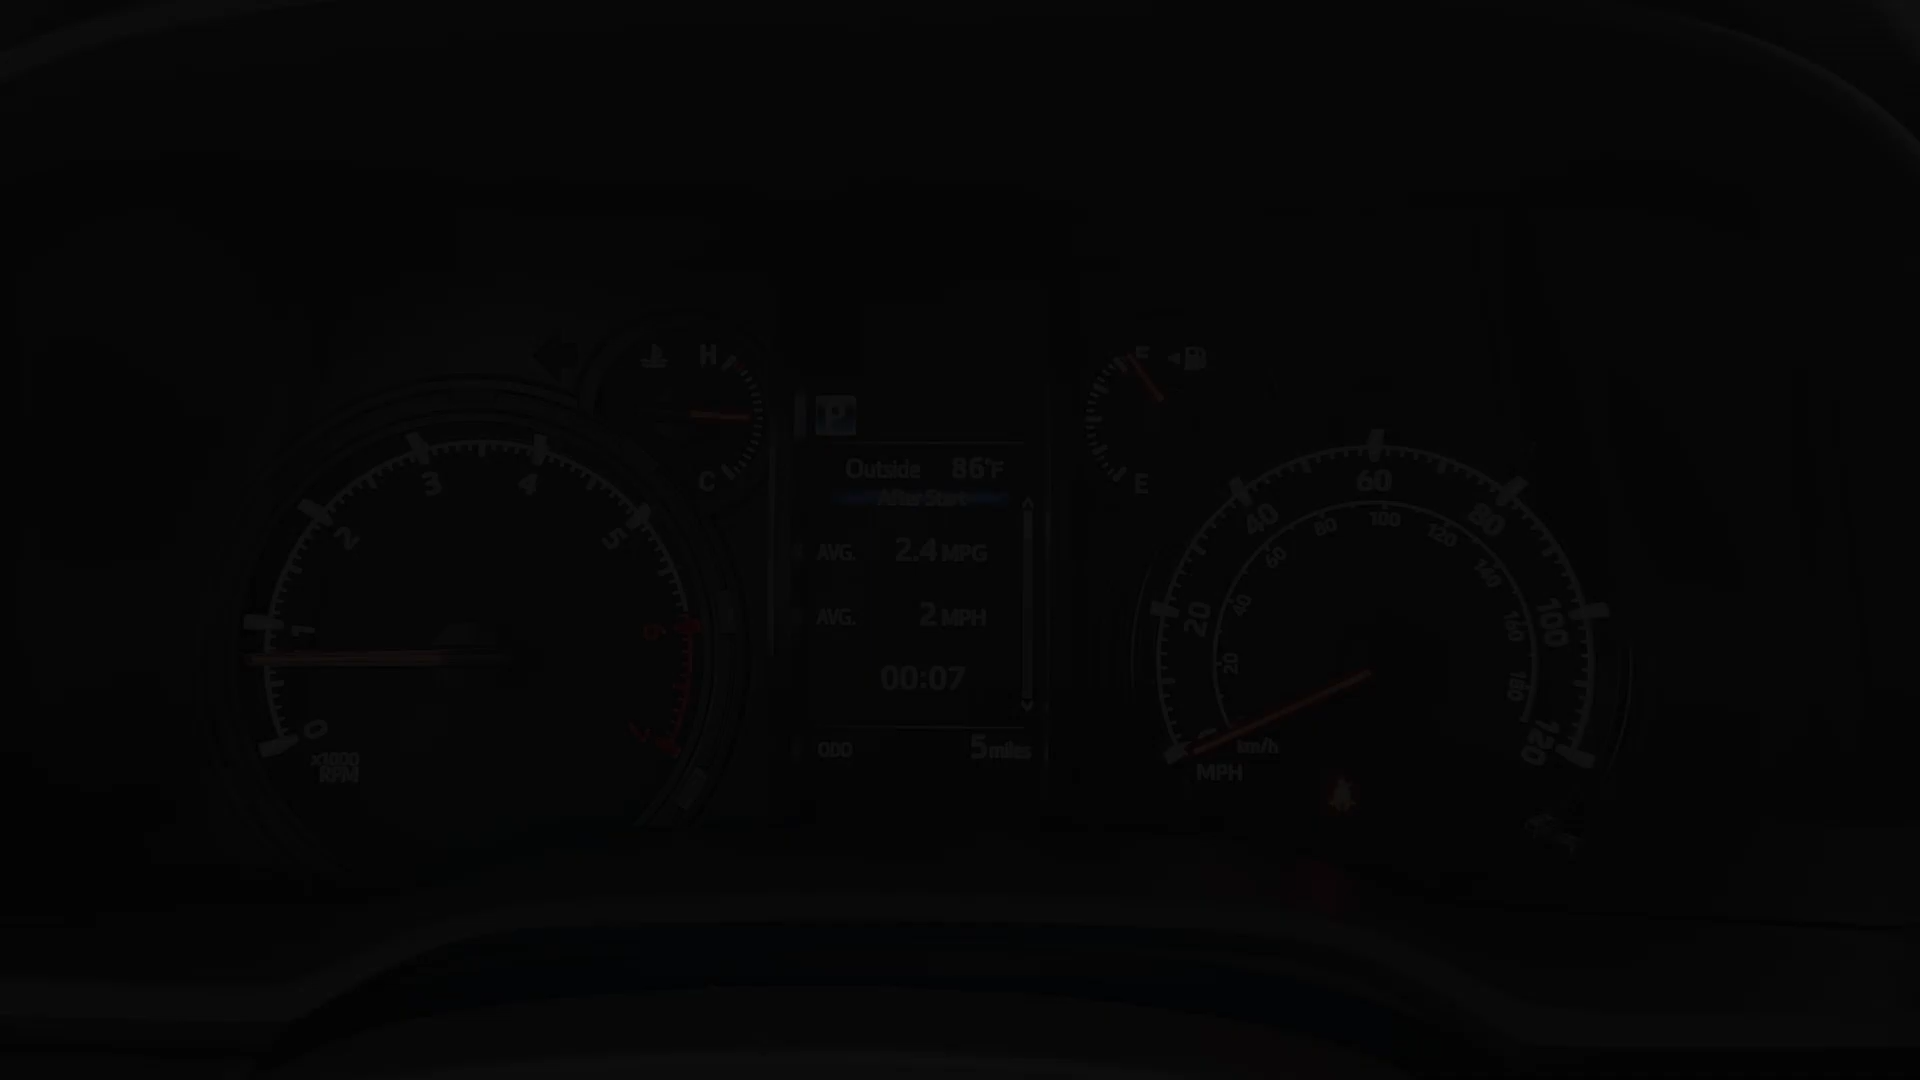 H
C
0
1
2
3
4
5
6
7
x1000
RPM
P
Outside 86°F
After Start
AVG. 2.4 MPG
AVG. 2 MPH
00:07
ODO 5 miles
F
E
20
40
60
80
100
120
20
40
60
80
100
120
140
160
180
km/h
MPH